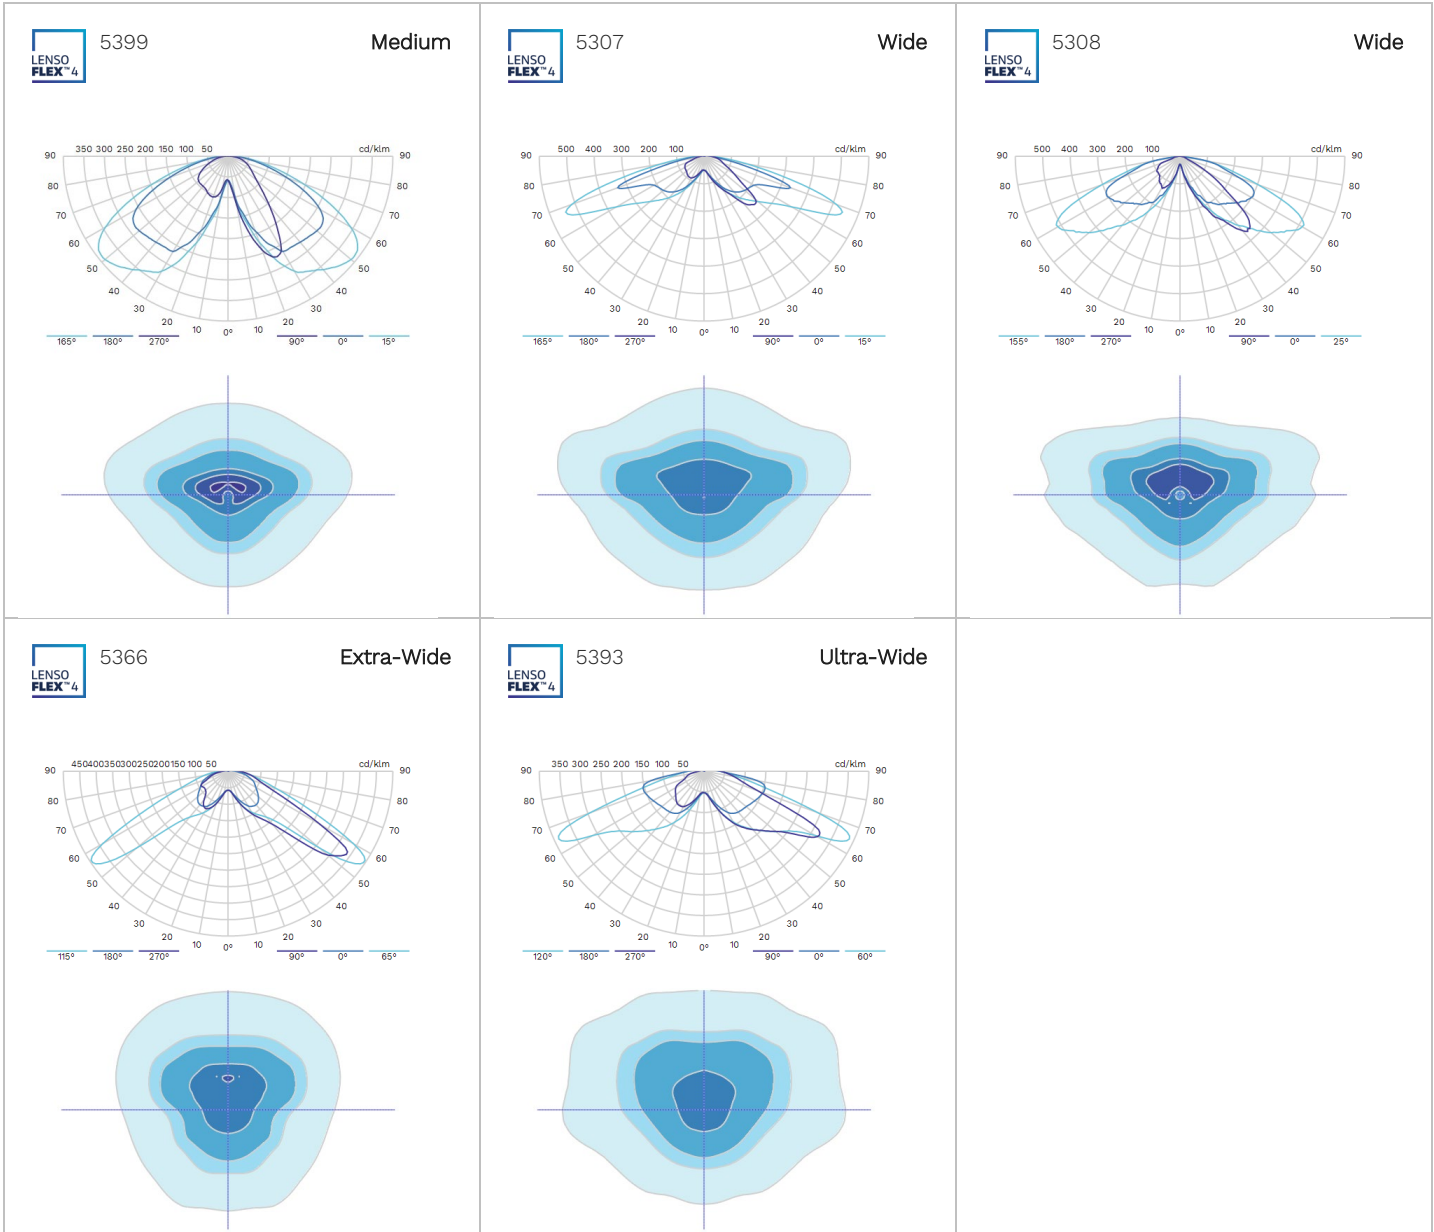 5399 Medium
LENSO
FLEX™4
350 300 250 200 150 100 50 cd/klm
90 90
80 80
70 70
60 60
50 50
40 40
30 30
20 10 0° 10 20
165° 180° 270° 90° 0° 15°
5307 Wide
LENSO
FLEX™4
500 400 300 200 100 cd/klm
90 90
80 80
70 70
60 60
50 50
40 40
30 30
20 10 0° 10 20
165° 180° 270° 90° 0° 15°
5308 Wide
LENSO
FLEX™4
500 400 300 200 100 cd/klm
90 90
80 80
70 70
60 60
50 50
40 40
30 30
20 10 0° 10 20
155° 180° 270° 90° 0° 25°
5366 Extra-Wide
LENSO
FLEX™4
450400350300250200150 100 50 cd/klm
90 90
80 80
70 70
60 60
50 50
40 40
30 30
20 10 0° 10 20
115° 180° 270° 90° 0° 65°
5393 Ultra-Wide
LENSO
FLEX™4
350 300 250 200 150 100 50 cd/klm
90 90
80 80
70 70
60 60
50 50
40 40
30 30
20 10 0° 10 20
120° 180° 270° 90° 0° 60°